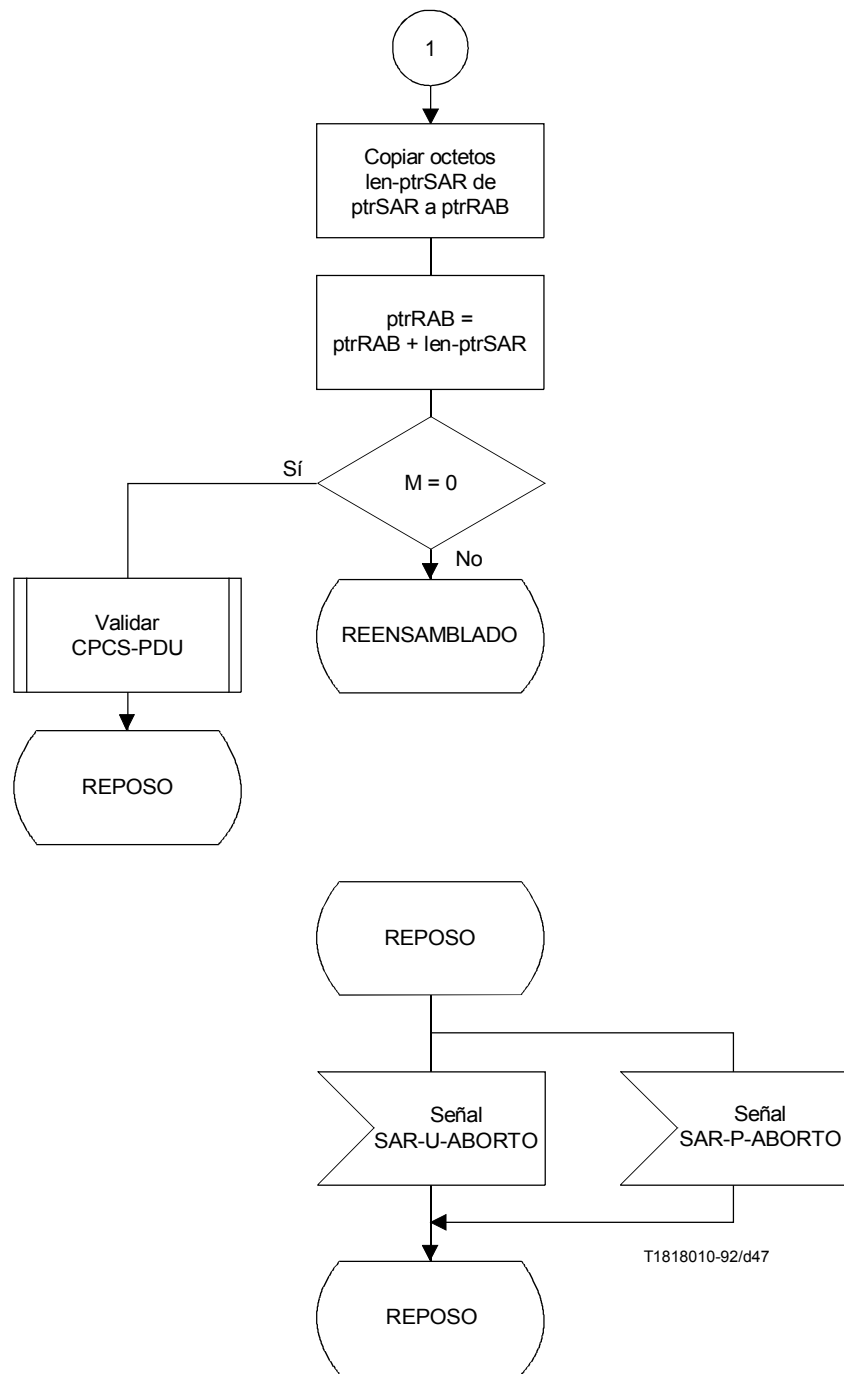 1
Copiar octetos
len-ptrSAR de
ptrSAR a ptrRAB
ptrRAB =
ptrRAB + len-ptrSAR
Sí
M = 0
No
Validar
CPCS-PDU
REENSAMBLADO
REPOSO
REPOSO
Señal
SAR-U-ABORTO
Señal
SAR-P-ABORTO
T1818010-92/d47
REPOSO